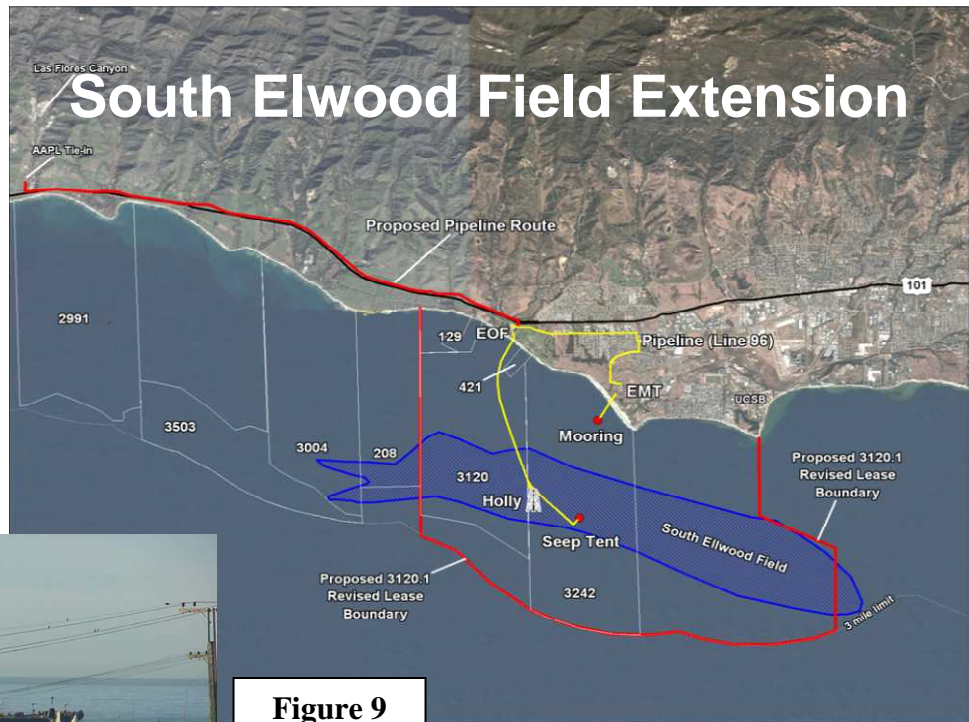 Las Flores Canyon
South Elwood Field Extension
AAPL Tie-in
Proposed Pipeline Route
101
2991
129
EOF
Pipeline (Line 96)
421
EMT
UCSB
Mooring
3503
3004
208
3120
Proposed 3120.1
Revised Lease
Boundary
Holly
Seep Tent
South Ellwood Field
Proposed 3120.1
Revised Lease
Boundary
3242
3 mile limit
Figure 9